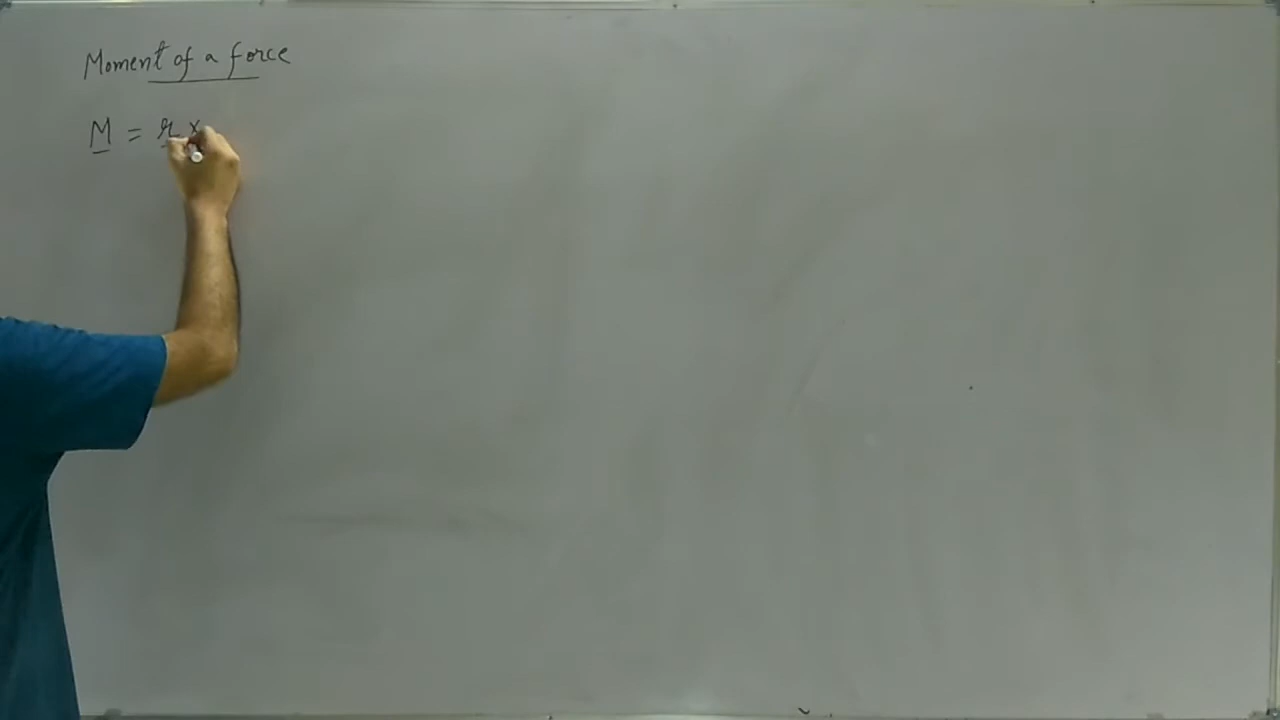 Moment of a force
M = r x